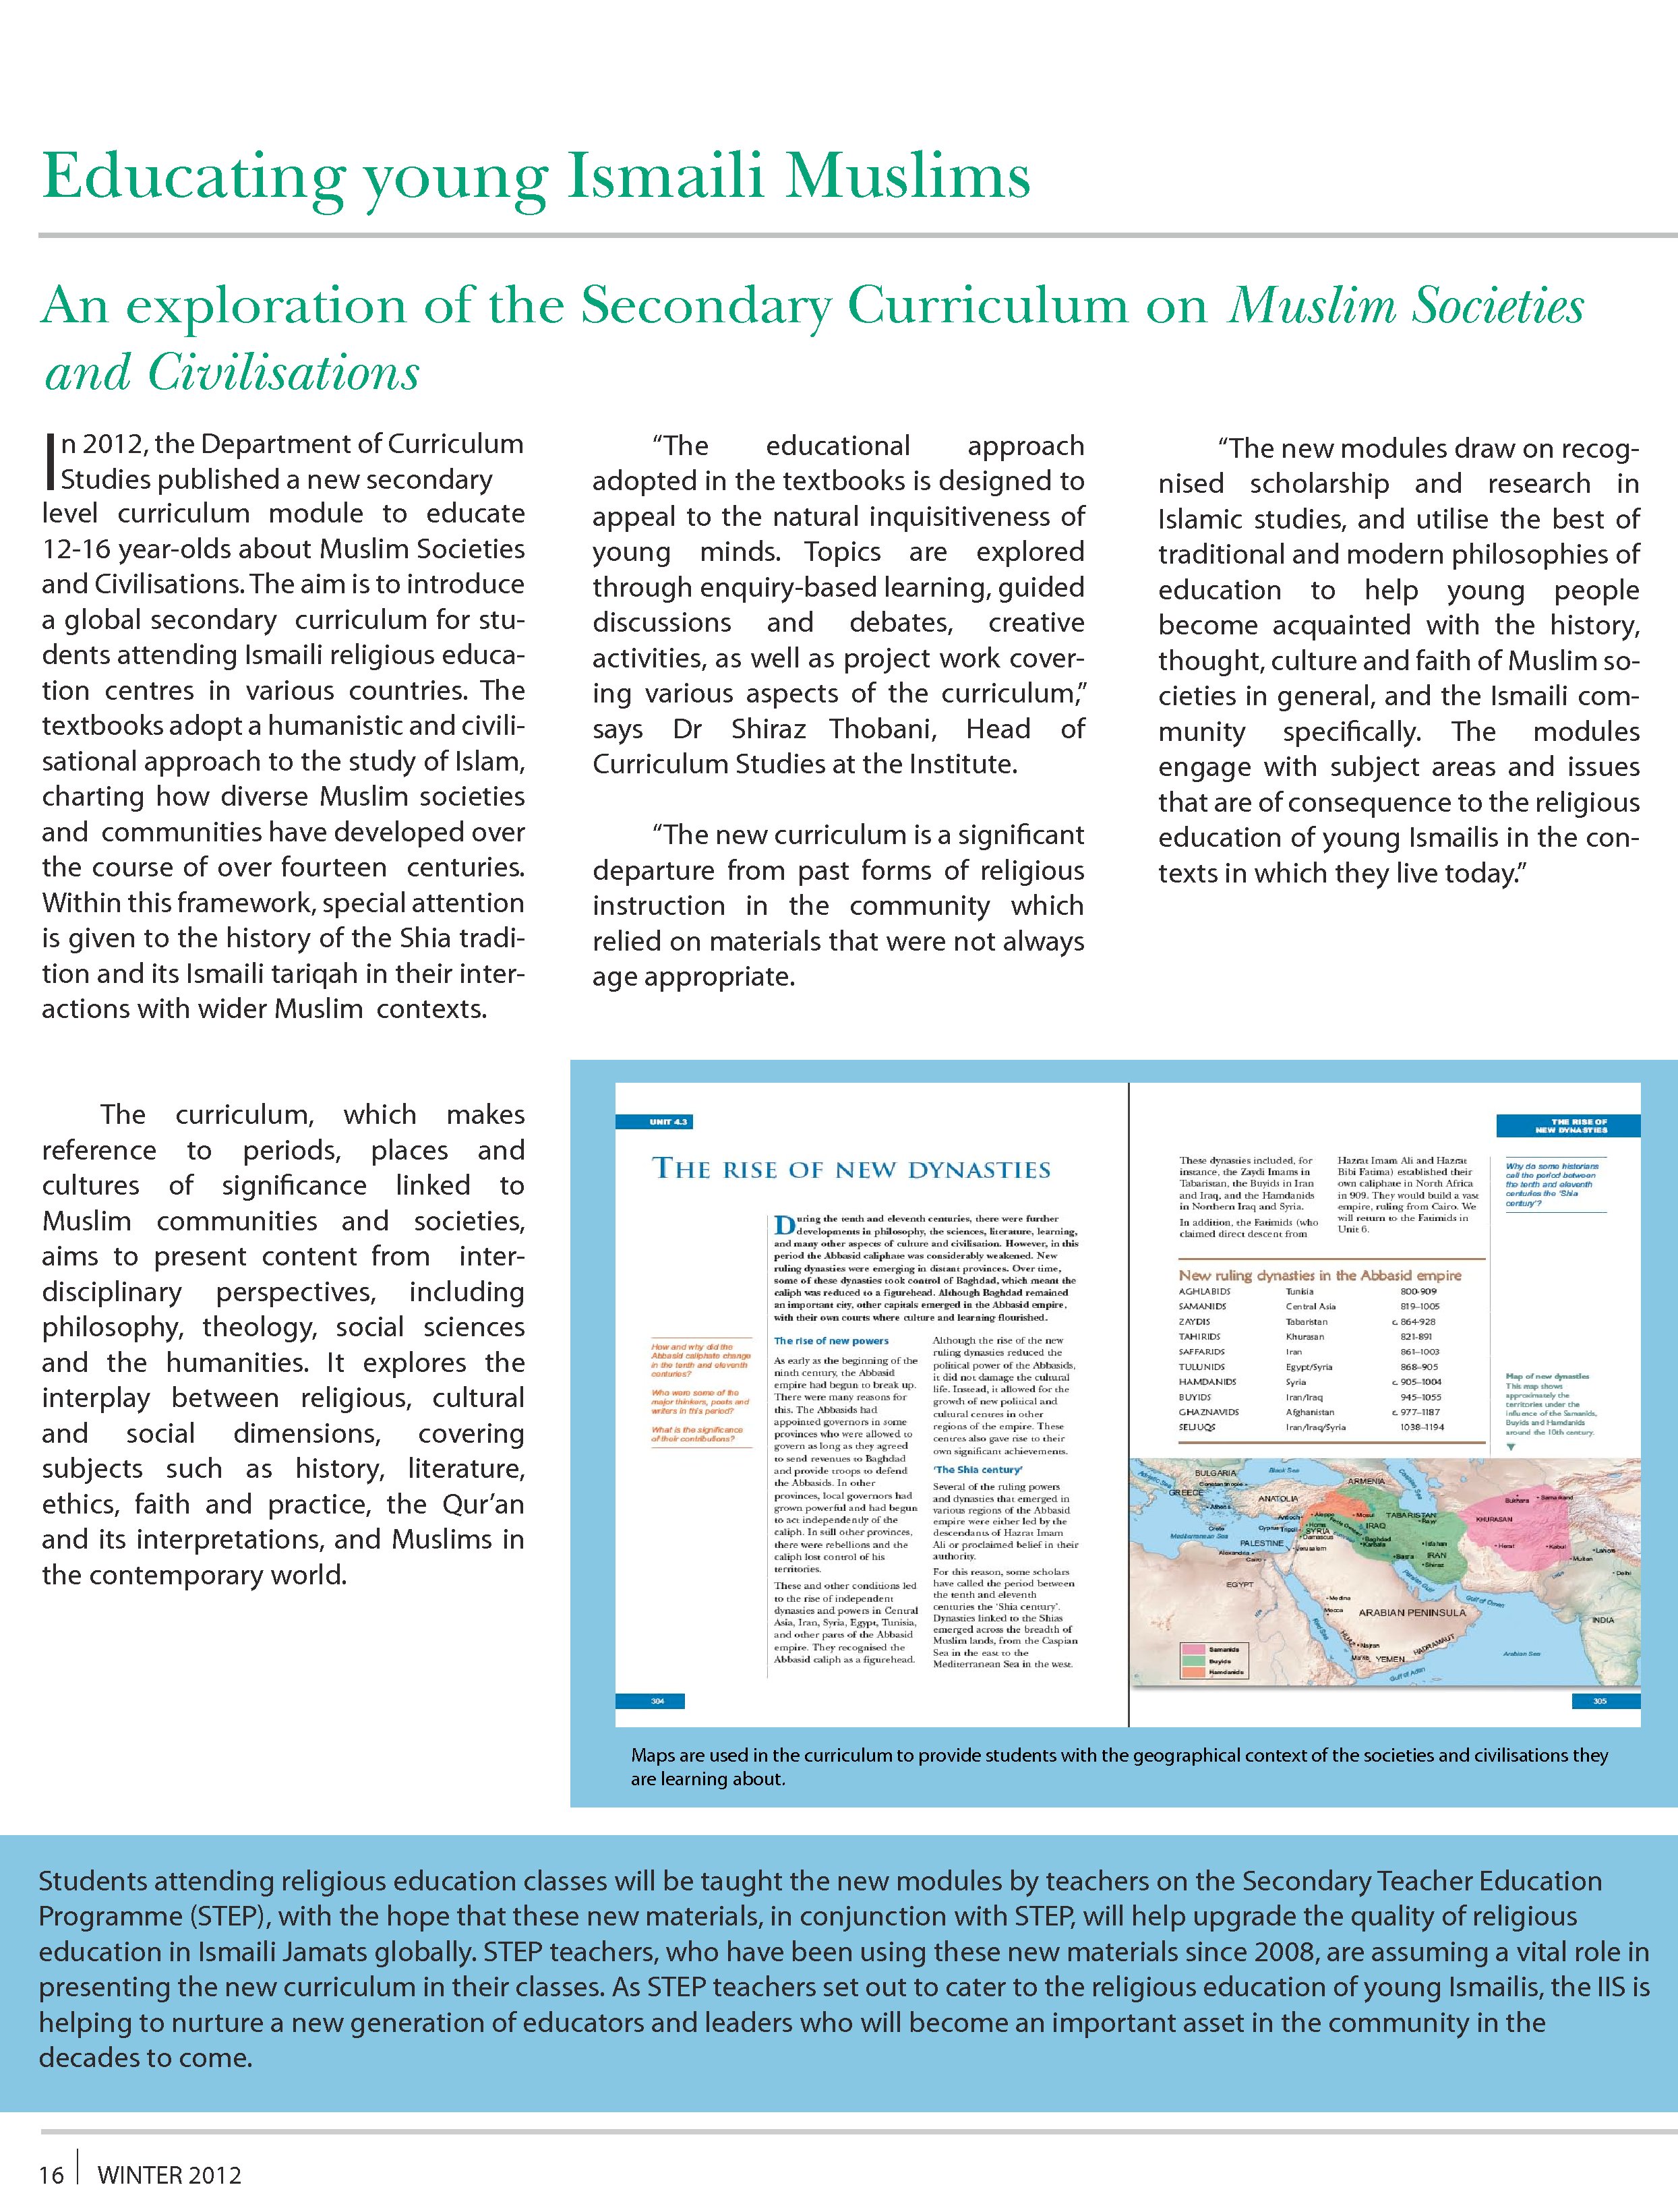 Educating young Ismaili Muslims
An exploration of the Secondary Curriculum on Muslim Societies
and Civilisations
In 2012, the Department of Curriculum
Studies published a new secondary
level curriculum module to educate
12-16 year-olds about Muslim Societies
and Civilisations. The aim is to introduce
a global secondary curriculum for stu-
dents attending Ismaili religious educa-
tion centres in various countries. The
textbooks adopt a humanistic and civili-
sational approach to the study of Islam,
charting how diverse Muslim societies
and communities have developed over
the course of over fourteen centuries.
Within this framework, special attention
is given to the history of the Shia tradi-
tion and its Ismaili tariqah in their inter-
actions with wider Muslim contexts.
The curriculum, which makes
reference to periods, places and
cultures of significance linked to
Muslim communities and societies,
aims to present content from inter-
disciplinary perspectives, including
philosophy, theology, social sciences
and the humanities. It explores the
interplay between religious, cultural
and social dimensions, covering
subjects such as history, literature,
ethics, faith and practice, the Qur’an
and its interpretations, and Muslims in
the contemporary world.
“The educational approach
adopted in the textbooks is designed to
appeal to the natural inquisitiveness of
young minds. Topics are explored
through enquiry-based learning, guided
discussions and debates, creative
activities, as well as project work cover-
ing various aspects of the curriculum,”
says Dr Shiraz Thobani, Head of
Curriculum Studies at the Institute.
“The new curriculum is a significant
departure from past forms of religious
instruction in the community which
relied on materials that were not always
age appropriate.
“The new modules draw on recog-
nised scholarship and research in
Islamic studies, and utilise the best of
traditional and modern philosophies of
education to help young people
become acquainted with the history,
thought, culture and faith of Muslim so-
cieties in general, and the Ismaili com-
munity specifically. The modules
engage with subject areas and issues
that are of consequence to the religious
education of young Ismailis in the con-
texts in which they live today.”
UNIT 4.3
THE RISE OF NEW DYNASTIES
During the tenth and eleventh centuries, there were further
developments in philosophy, the sciences, literature, learning,
and many other aspects of culture and civilisation. However, in this
period the Abbasid caliphate was considerably weakened. New
ruling dynasties were emerging in distant provinces. Over time,
some of these dynasties took control of Baghdad, which meant the
caliph was reduced to a figurehead. Although Baghdad remained
an important city, other capitals emerged in the Abbasid empire,
with their own courts where culture and learning flourished.
How and why did the
Abbasid caliphate change
in the tenth and eleventh
centuries?
Who were some of the
major thinkers, poets and
writers in this period?
What is the significance
of their contributions?
The rise of new powers
As early as the beginning of the
ninth century, the Abbasid
empire had begun to break up.
There were many reasons for
this. The Abbasids had
appointed governors in some
provinces who were allowed to
govern as long as they agreed
to send revenues to Baghdad
and provide troops to defend
the Abbasids. In other
provinces, local governors had
grown powerful and had begun
to act independently of the
caliph. In still other provinces,
there were rebellions and the
caliph lost control of his
territories.
These and other conditions led
to the rise of independent
dynasties and powers in Central
Asia, Iran, Syria, Egypt, Tunisia,
and other parts of the Abbasid
empire. They recognised the
Abbasid caliph as a figurehead.
Although the rise of the new
ruling dynasties reduced the
political power of the Abbasids,
it did not damage the cultural
life. Instead, it allowed for the
growth of new political and
cultural centres in other
regions of the empire. These
centres also gave rise to their
own significant achievements.
‘The Shia century’
Several of the ruling powers
and dynasties that emerged in
various regions of the Abbasid
empire were either led by the
descendants of Hazrat Imam
Ali or proclaimed belief in their
authority.
For this reason, some scholars
have called the period between
the tenth and eleventh
centuries the ‘Shia century’.
Dynasties linked to the Shias
emerged across the breadth of
Muslim lands, from the Caspian
Sea in the east to the
Mediterranean Sea in the west.
304
THE RISE OF
NEW DYNASTIES
These dynasties included, for
instance, the Zaydi Imams in
Tabaristan, the Buyids in Iran
and Iraq, and the Hamdanids
in Northern Iraq and Syria.
In addition, the Fatimids (who
claimed direct descent from
Hazrat Imam Ali and Hazrat
Bibi Fatima) established their
own caliphate in North Africa
in 909. They would build a vast
empire, ruling from Cairo. We
will return to the Fatimids in
Unit 6.
Why do some historians
call the period between
the tenth and eleventh
centuries the ‘Shia
century’?
New ruling dynasties in the Abbasid empire
AGHLABIDS Tunisia 800-909
SAMANIDS Central Asia 819–1005
ZAYDIS Tabaristan c. 864-928
TAHIRIDS Khurasan 821-891
SAFFARIDS Iran 861–1003
TULUNIDS Egypt/Syria 868–905
HAMDANIDS Syria c. 905–1004
BUYIDS Iran/Iraq 945–1055
GHAZNAVIDS Afghanistan c. 977–1187
SELJUQS Iran/Iraq/Syria 1038–1194
Map of new dynasties
This map shows
approximately the
territories under the
influence of the Samanids,
Buyids and Hamdanids
around the 10th century.
BULGARIA
Black Sea
Caspian Sea
Adriatic Sea
Constantinople
GREECE
ARMENIA
ANATOLIA
Athens
Bukhara
Samarkand
Antioch
Aleppo
Mosul
TABARISTAN
Rayy
KHURASAN
Crete
Cyprus
Tripoli
Homs
SYRIA
IRAQ
Mediterranean Sea
Damascus
Baghdad
Karbala
Isfahan
Herat
Kabul
Lahore
PALESTINE
Jerusalem
Alexandria
Cairo
Basra
IRAN
Shiraz
Multan
Delhi
EGYPT
Persian Gulf
Nile
Indus
Medina
Gulf of Oman
Mecca
ARABIAN PENINSULA
INDIA
Red Sea
HIJAZ
Najran
HADRAMAUT
Marib
YEMEN
Arabian Sea
Gulf of Aden
Samanids
Buyids
Hamdanids
305
Maps are used in the curriculum to provide students with the geographical context of the societies and civilisations they
are learning about.
Students attending religious education classes will be taught the new modules by teachers on the Secondary Teacher Education
Programme (STEP), with the hope that these new materials, in conjunction with STEP, will help upgrade the quality of religious
education in Ismaili Jamats globally. STEP teachers, who have been using these new materials since 2008, are assuming a vital role in
presenting the new curriculum in their classes. As STEP teachers set out to cater to the religious education of young Ismailis, the IIS is
helping to nurture a new generation of educators and leaders who will become an important asset in the community in the
decades to come.
16 WINTER 2012